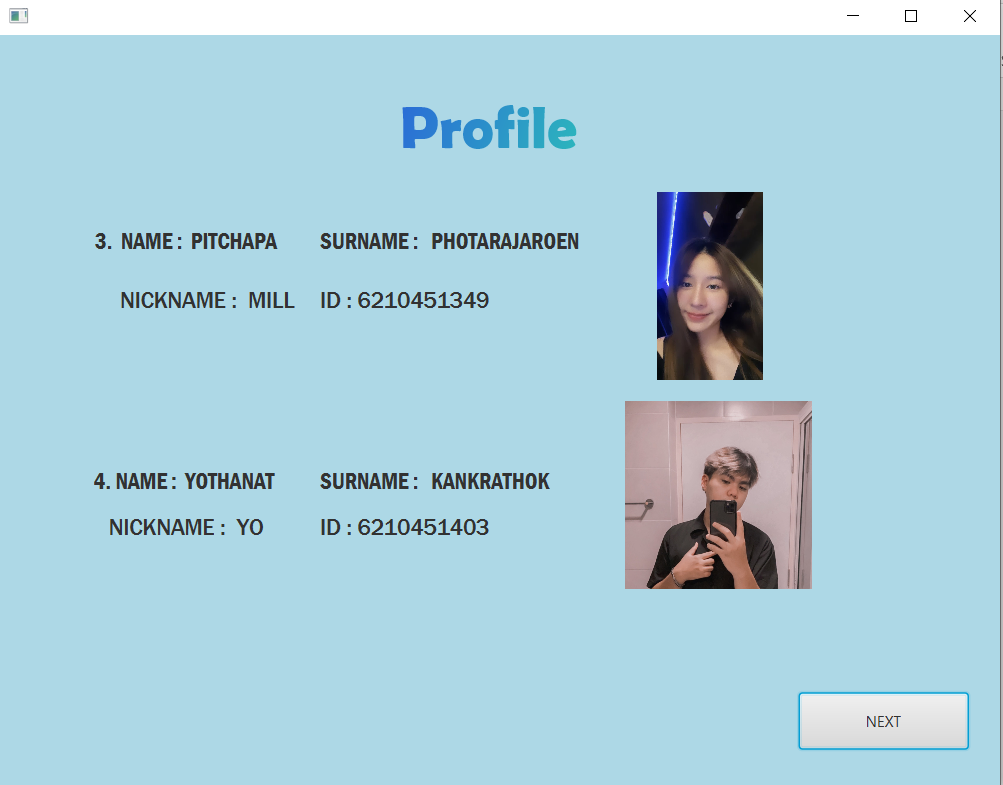 Profile
3. NAME : PITCHAPA SURNAME : PHOTARAJAROEN
NICKNAME : MILL ID : 6210451349
4. NAME : YOTHANAT SURNAME : KANKRATHOK
NICKNAME : YO ID : 6210451403
NEXT